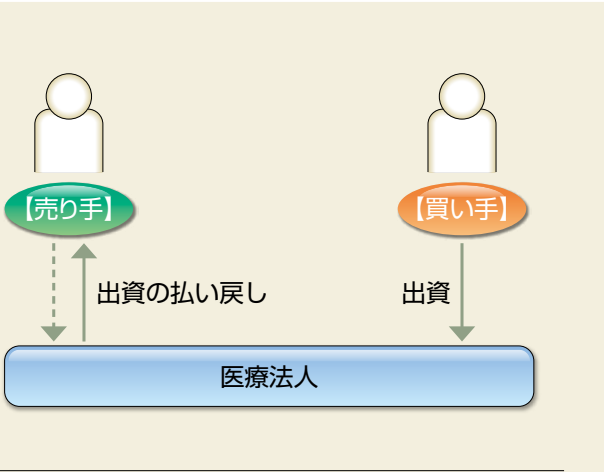 【売り手】
【買い手】
出資の払い戻し
出資
医療法人